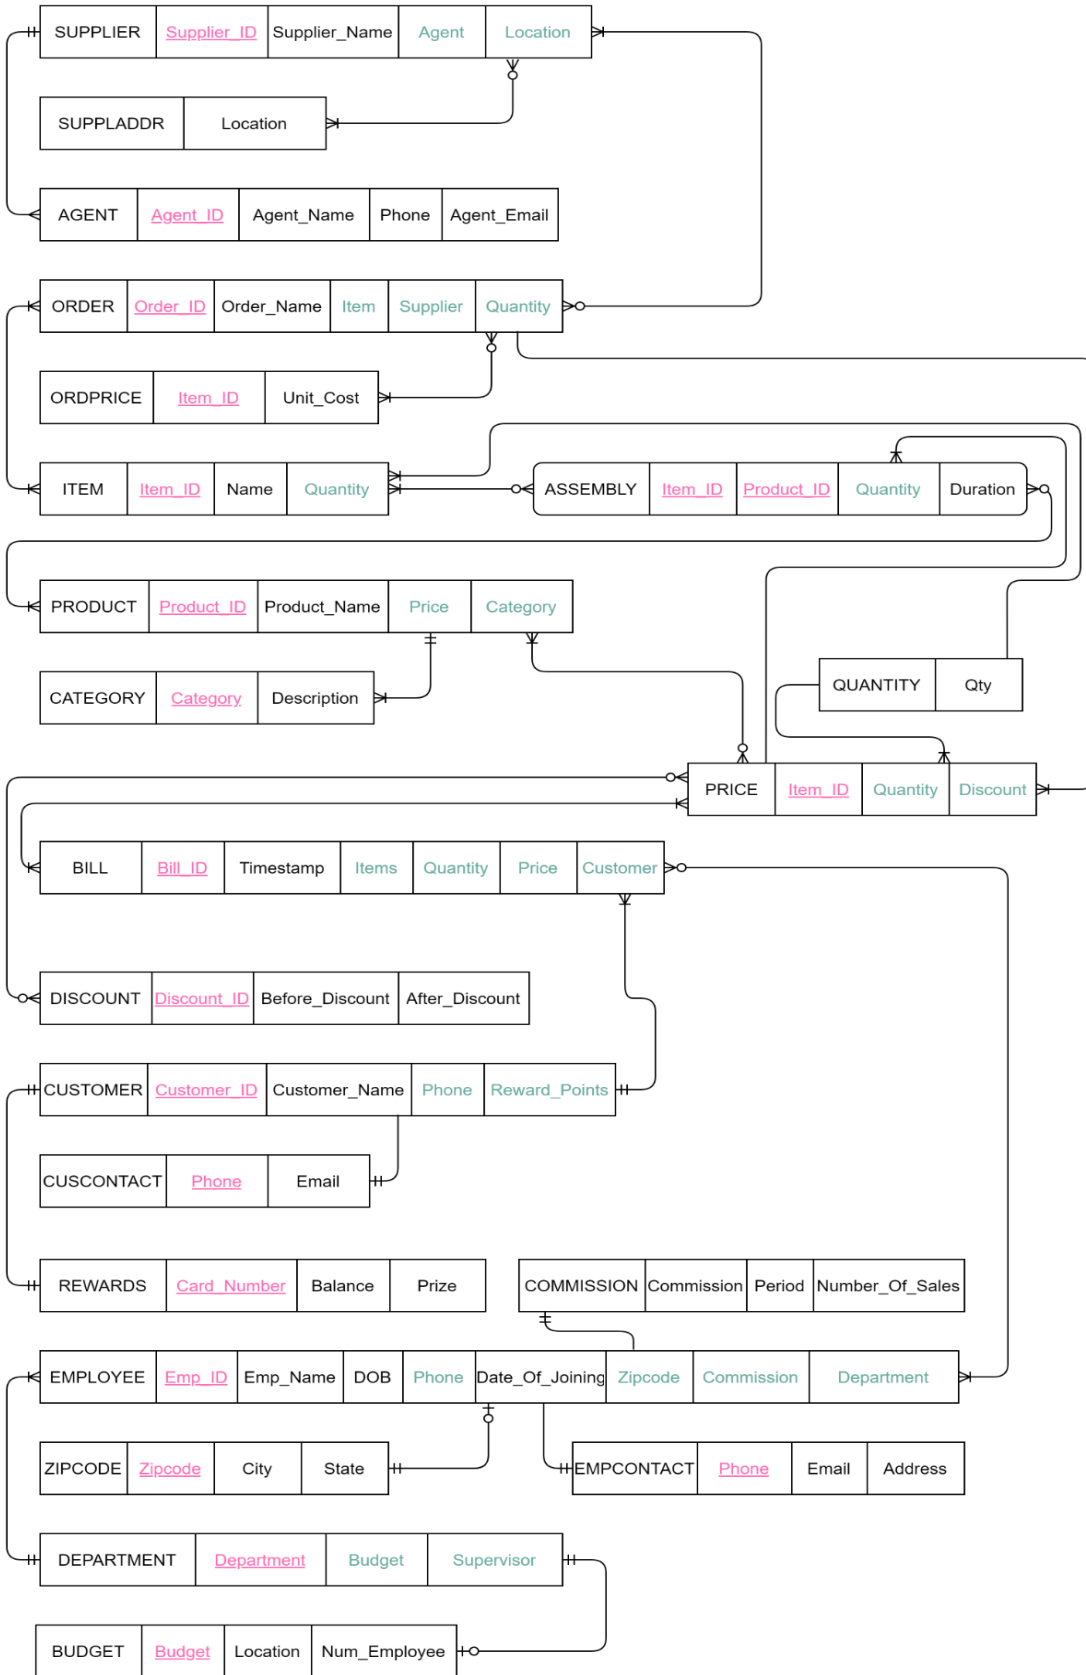 SUPPLIER Supplier_ID Supplier_Name Agent Location
SUPPLADDR Location
AGENT Agent_ID Agent_Name Phone Agent_Email
ORDER Order_ID Order_Name Item Supplier Quantity
ORDPRICE Item_ID Unit_Cost
ITEM Item_ID Name Quantity
ASSEMBLY Item_ID Product_ID Quantity Duration
PRODUCT Product_ID Product_Name Price Category
CATEGORY Category Description
QUANTITY Qty
PRICE Item_ID Quantity Discount
BILL Bill_ID Timestamp Items Quantity Price Customer
DISCOUNT Discount_ID Before_Discount After_Discount
CUSTOMER Customer_ID Customer_Name Phone Reward_Points
CUSCONTACT Phone Email
REWARDS Card_Number Balance Prize
COMMISSION Commission Period Number_Of_Sales
EMPLOYEE Emp_ID Emp_Name DOB Phone Date_Of_Joining Zipcode Commission Department
ZIPCODE Zipcode City State
EMPCONTACT Phone Email Address
DEPARTMENT Department Budget Supervisor
BUDGET Budget Location Num_Employee